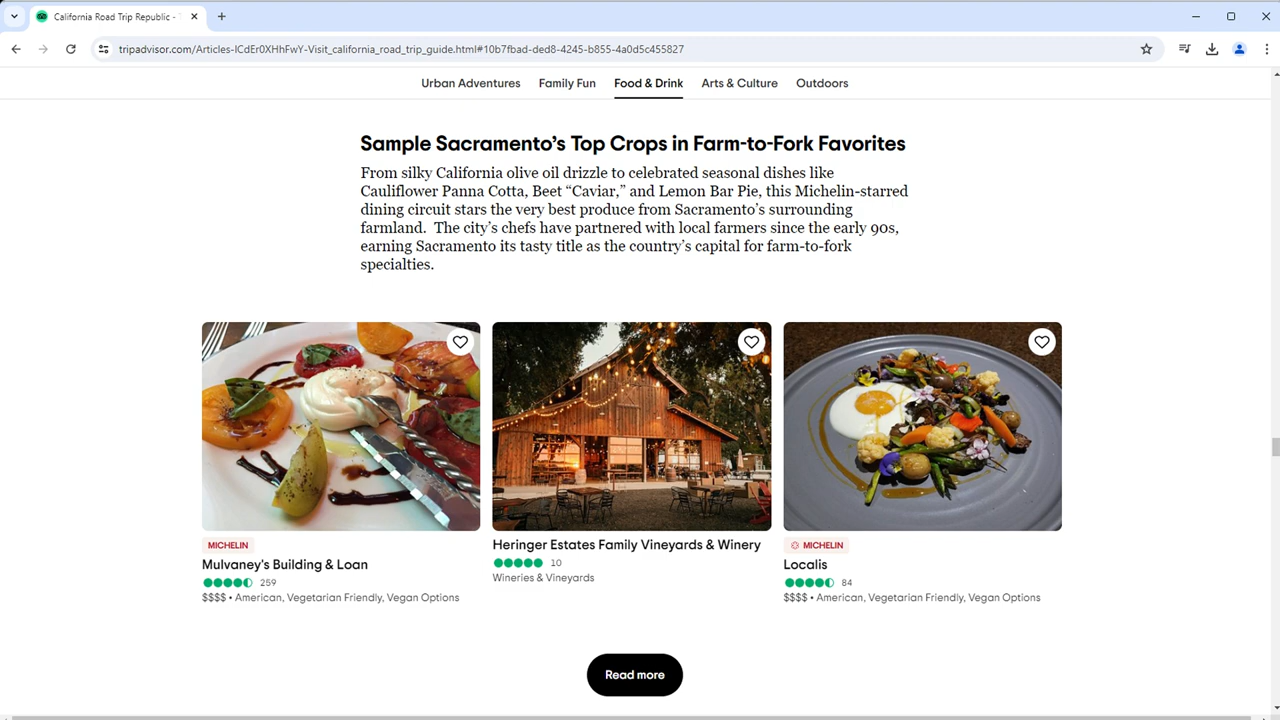 California Road Trip Republic -
tripadvisor.com/Articles-lCdEr0XHhFwY-Visit_california_road_trip_guide.html#10b7fbad-ded8-4245-b855-4a0d5c455827
Urban Adventures Family Fun Food & Drink Arts & Culture Outdoors
Sample Sacramento’s Top Crops in Farm-to-Fork Favorites
From silky California olive oil drizzle to celebrated seasonal dishes like
Cauliflower Panna Cotta, Beet “Caviar,” and Lemon Bar Pie, this Michelin-starred
dining circuit stars the very best produce from Sacramento’s surrounding
farmland.  The city’s chefs have partnered with local farmers since the early 90s,
earning Sacramento its tasty title as the country’s capital for farm-to-fork
specialties.
MICHELIN
Mulvaney's Building & Loan
259
$$$$ • American, Vegetarian Friendly, Vegan Options
Heringer Estates Family Vineyards & Winery
10
Wineries & Vineyards
MICHELIN
Localis
84
$$$$ • American, Vegetarian Friendly, Vegan Options
Read more